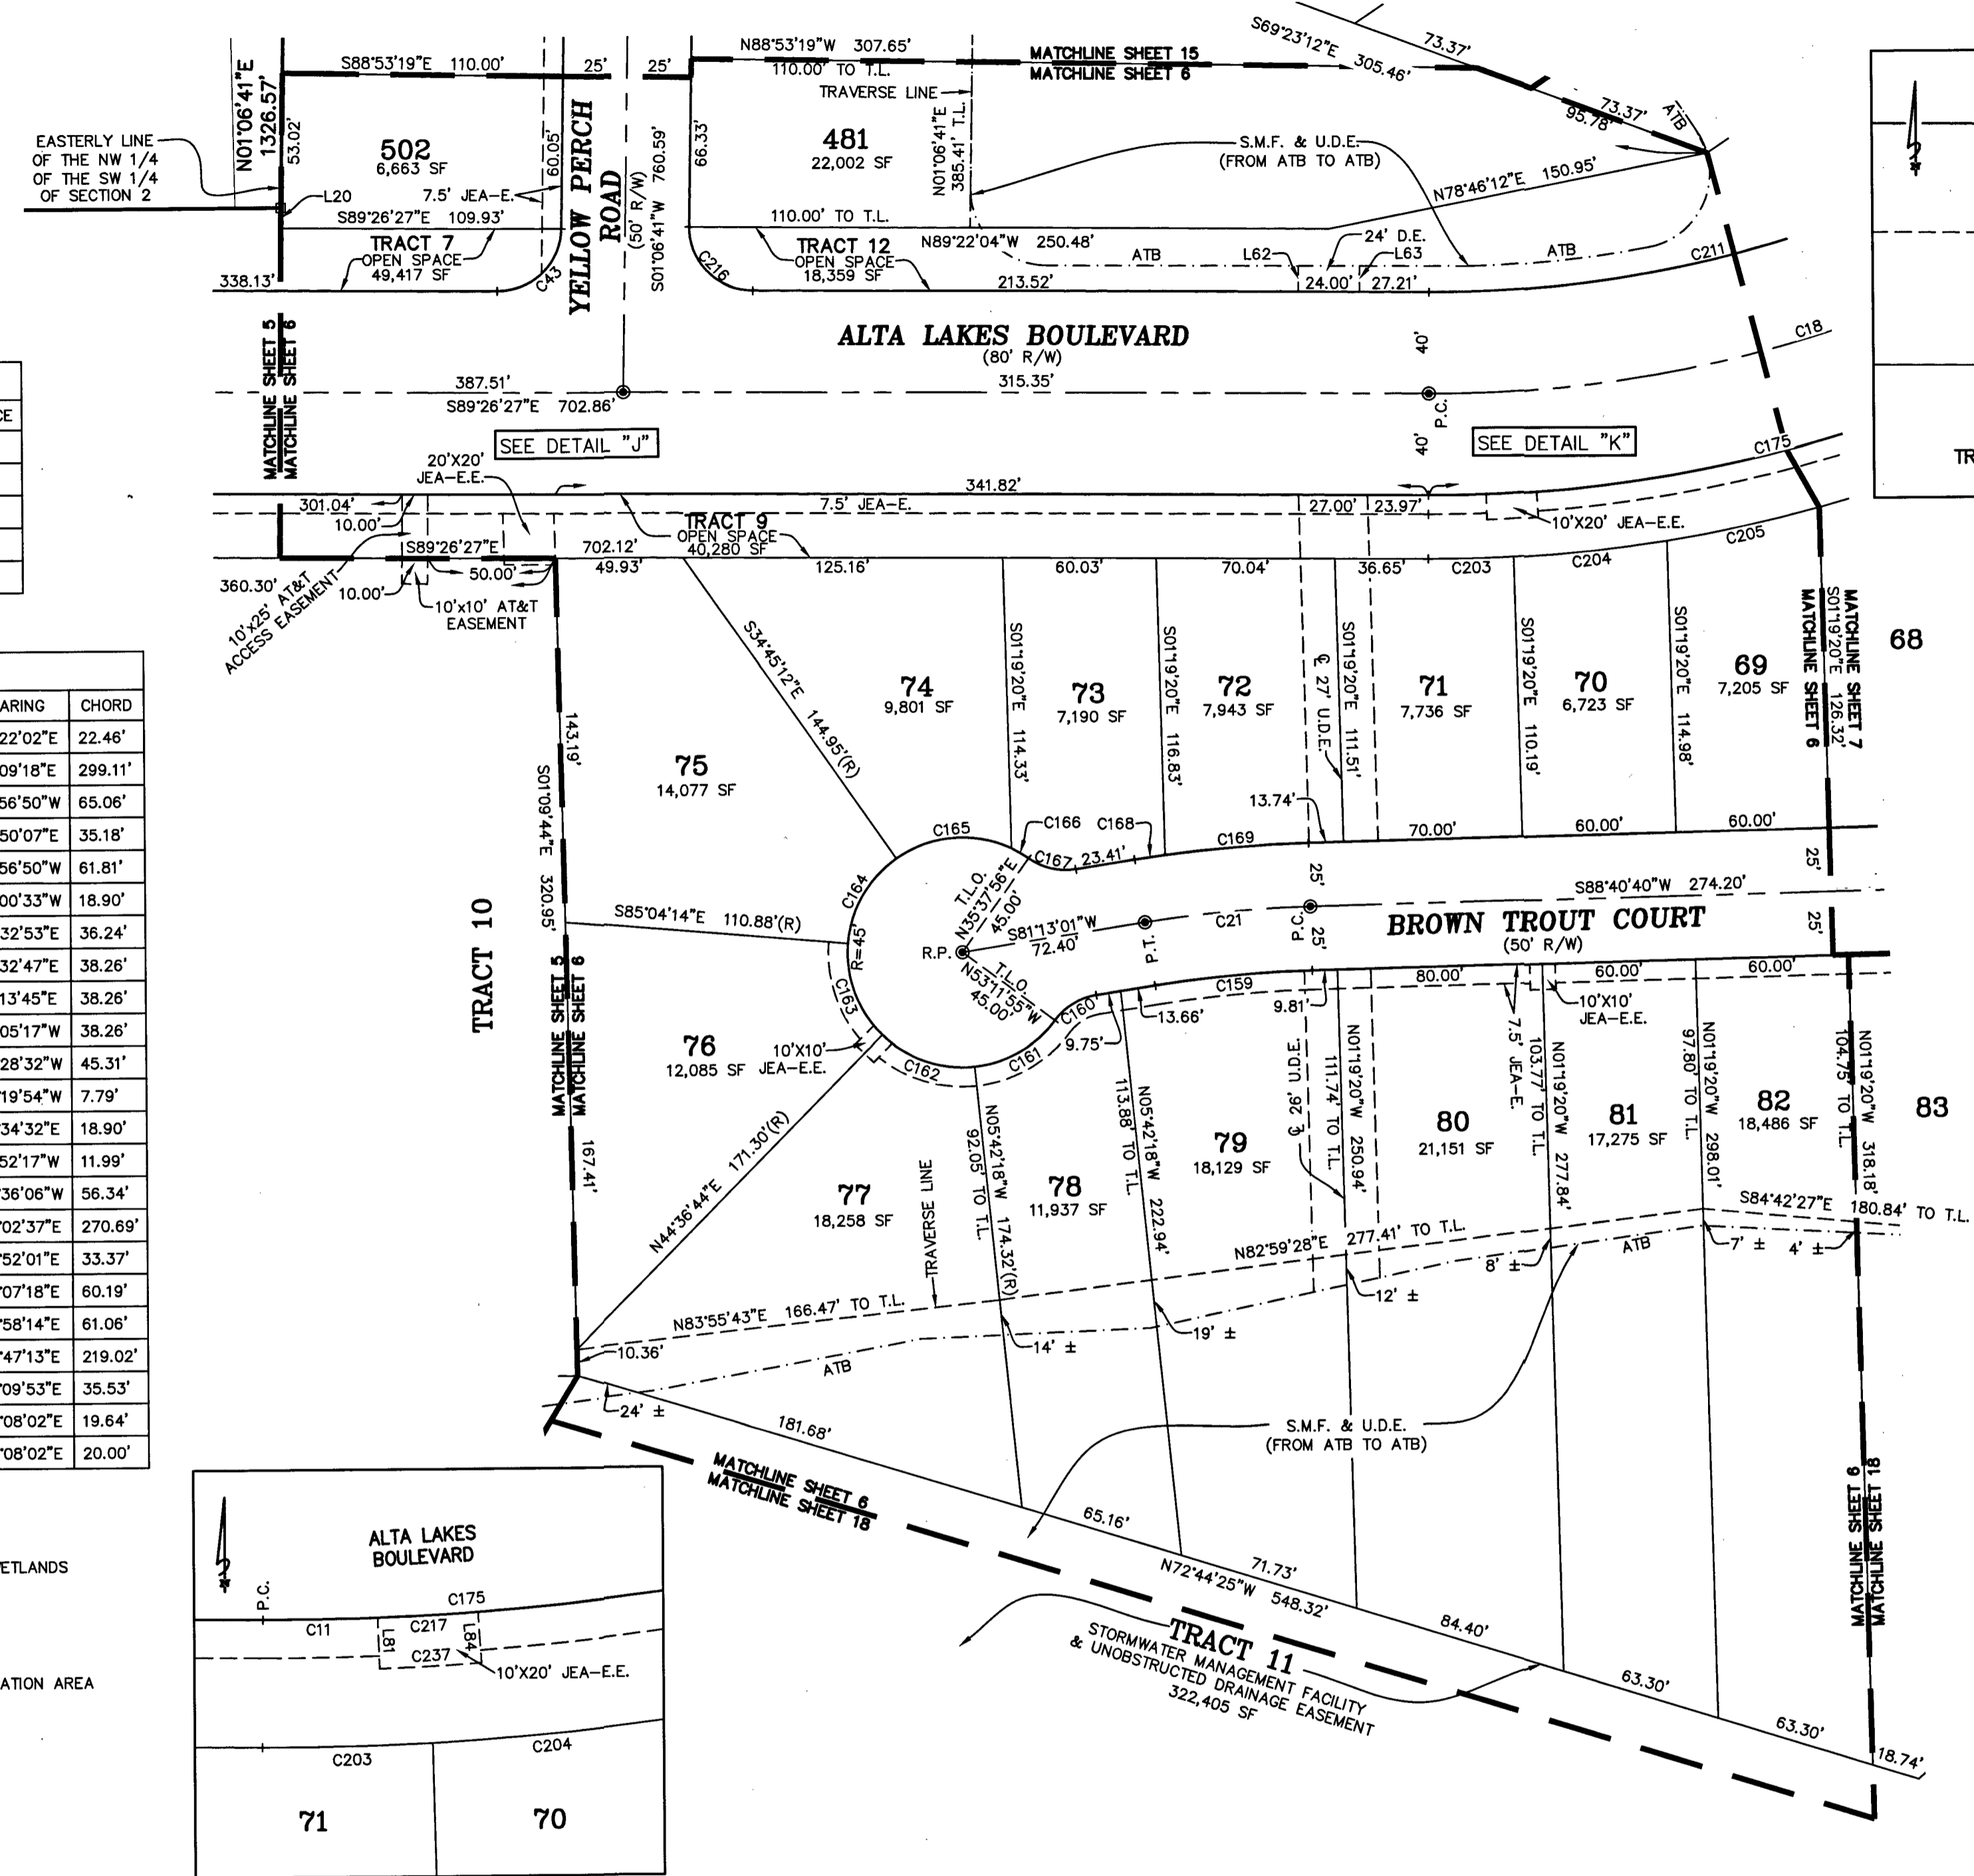 S69°23'12"E 305.46'
73.37'
N88°53'19"W 307.65'
MATCHLINE SHEET 15
MATCHLINE SHEET 6
110.00' TO T.L.
S88°53'19"E 110.00'
25'
25'
73.37'
95.78'
ATB
TRAVERSE LINE
N01°06'41"E
1326.57'
53.02'
EASTERLY LINE
OF THE NW 1/4
OF THE SW 1/4
OF SECTION 2
502
6,663 SF
7.5' JEA-E.
60.05'
L20
S89°26'27"E 109.93'
TRACT 7
OPEN SPACE
49,417 SF
338.13'
C43
YELLOW PERCH
ROAD
(50' R/W)
S01°06'41"W 760.59'
66.33'
481
22,002 SF
N01°06'41"E
385.41' T.L.
S.M.F. & U.D.E.
(FROM ATB TO ATB)
N78°46'12"E 150.95'
110.00' TO T.L.
TRACT 12
OPEN SPACE
18,359 SF
N89°22'04"W 250.48'
C216
ATB
L62
24' D.E.
L63
ATB
C211
213.52'
24.00'
27.21'
MATCHLINE SHEET 5
MATCHLINE SHEET 6
ALTA LAKES BOULEVARD
(80' R/W)
40'
C18
387.51'
S89°26'27"E 702.86'
315.35'
P.C.
40'
SEE DETAIL "J"
SEE DETAIL "K"
C175
TR
CE
20'X20'
JEA-E.E.
341.82'
301.04'
10.00'
7.5' JEA-E.
27.00'
23.97'
10'X20' JEA-E.E.
TRACT 9
OPEN SPACE
40,280 SF
S89°26'27"E
702.12'
C205
C204
C203
360.30'
10.00'
50.00'
49.93'
125.16'
60.03'
70.04'
36.65'
10'x25' AT&T
ACCESS EASEMENT
10'x10' AT&T
EASEMENT
S34°45'12"E 144.95'(R)
74
9,801 SF
S01°19'20"E 114.33'
73
7,190 SF
S01°19'20"E 116.83'
72
7,943 SF
₵ 27' U.D.E.
S01°19'20"E 111.51'
71
7,736 SF
S01°19'20"E 110.19'
70
6,723 SF
S01°19'20"E 114.98'
69
7,205 SF
MATCHLINE SHEET 6
S01°19'20"E 126.32'
MATCHLINE SHEET 7
68
ARING CHORD
22'02"E 22.46'
09'18"E 299.11'
56'50"W 65.06'
50'07"E 35.18'
56'50"W 61.81'
00'33"W 18.90'
32'53"E 36.24'
32'47"E 38.26'
13'45"E 38.26'
05'17"W 38.26'
28'32"W 45.31'
19'54"W 7.79'
34'32"E 18.90'
52'17"W 11.99'
36'06"W 56.34'
02'37"E 270.69'
52'01"E 33.37'
07'18"E 60.19'
58'14"E 61.06'
47'13"E 219.02'
09'53"E 35.53'
08'02"E 19.64'
08'02"E 20.00'
143.19'
S01°09'44"E 320.95'
75
14,077 SF
13.74'
C165
C166
C168
C167
23.41'
C169
70.00'
60.00'
60.00'
25'
25'
C164
R=45'
T.L.O.
N35°37'56"E
45.00'
S88°40'40"W 274.20'
S81°13'01"W
72.40'
C21
P.C.
P.T.
R.P.
25'
25'
BROWN TROUT COURT
(50' R/W)
TRACT 10
S85°04'14"E 110.88'(R)
T.L.O.
N53°11'55"W
45.00'
MATCHLINE SHEET 5
MATCHLINE SHEET 6
C163
C162
C161
C160
9.75'
13.66'
C159
9.81'
80.00'
60.00'
60.00'
10'X10'
JEA-E.E.
7.5' JEA-E.
76
12,085 SF
10'X10'
JEA-E.E.
167.41'
N44°36'44"E 171.30'(R)
77
18,258 SF
TRAVERSE LINE
N05°42'18"W 174.32'(R)
92.05' TO T.L.
78
11,937 SF
N05°42'18"W 222.94'
113.88' TO T.L.
79
18,129 SF
₵ 26' U.D.E.
N01°19'20"W 250.94'
111.74' TO T.L.
80
21,151 SF
N01°19'20"W 277.84'
103.77' TO T.L.
81
17,275 SF
N01°19'20"W 298.01'
97.80' TO T.L.
82
18,486 SF
N01°19'20"W 318.18'
104.75' TO T.L.
83
S84°42'27"E 180.84' TO T.L.
N82°59'28"E 277.41' TO T.L.
8' ±
ATB
7' ±
4' ±
N83°55'43"E 166.47' TO T.L.
12' ±
19' ±
14' ±
10.36'
ATB
24' ±
181.68'
S.M.F. & U.D.E.
(FROM ATB TO ATB)
MATCHLINE SHEET 6
MATCHLINE SHEET 18
65.16'
71.73'
N72°44'25"W 548.32'
84.40'
63.30'
63.30'
18.74'
MATCHLINE SHEET 6
MATCHLINE SHEET 18
TRACT 11
STORMWATER MANAGEMENT FACILITY
& UNOBSTRUCTED DRAINAGE EASEMENT
322,405 SF
ETLANDS
ATION AREA
ALTA LAKES
BOULEVARD
P.C.
C175
C11
C217
L81
L84
C237
10'X20' JEA-E.E.
C203
C204
71
70